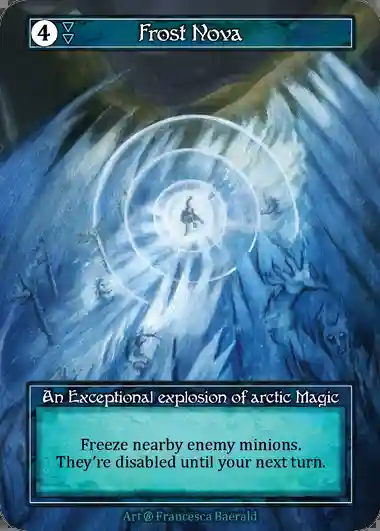 4
Frost Nova
An Exceptional explosion of arctic Magic
Freeze nearby enemy minions.
They're disabled until your next turn.
Art @ Francesca Baerald